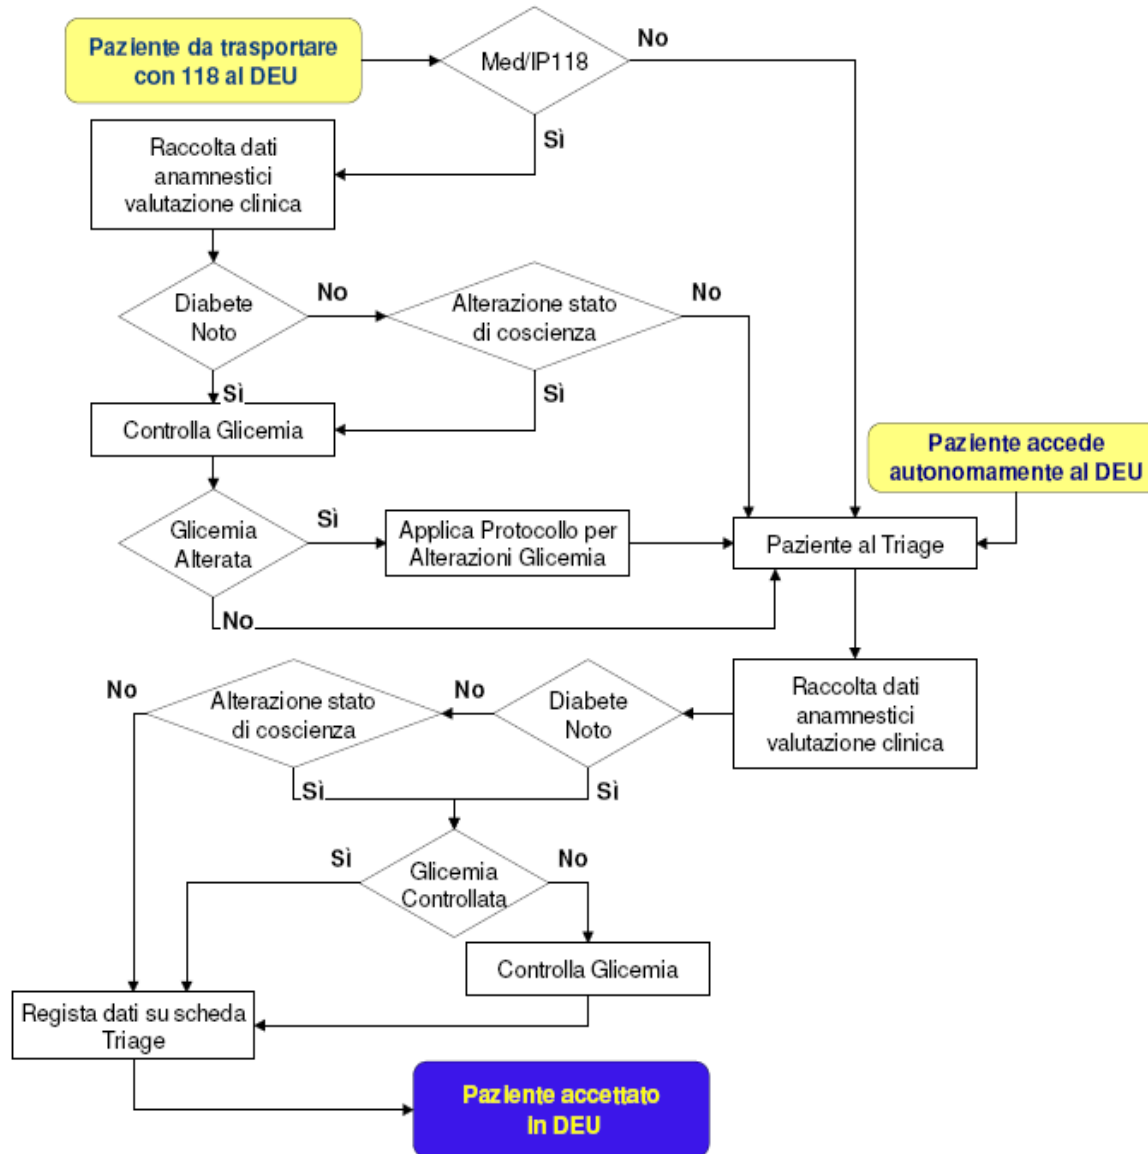 Paziente da trasportare
con 118 al DEU
Med/IP118
No
Sì
Raccolta dati
anamnestici
valutazione clinica
Diabete
Noto
No
Alterazione stato
di coscienza
No
Sì
Sì
Controlla Glicemia
Paziente accede
autonomamente al DEU
Glicemia
Alterata
Sì
Applica Protocollo per
Alterazioni Glicemia
Paziente al Triage
No
No
Alterazione stato
di coscienza
No
Diabete
Noto
Raccolta dati
anamnestici
valutazione clinica
Sì
Sì
Sì
Glicemia
Controllata
No
Controlla Glicemia
Regista dati su scheda
Triage
Paziente accettato
in DEU